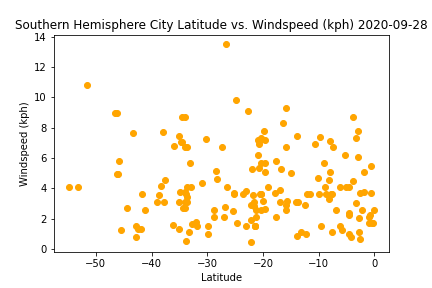 Southern Hemisphere City Latitude vs. Windspeed (kph) 2020-09-28
14
12
10
8
6
4
2
0
Windspeed (kph)
−50 −40 −30 −20 −10 0
Latitude